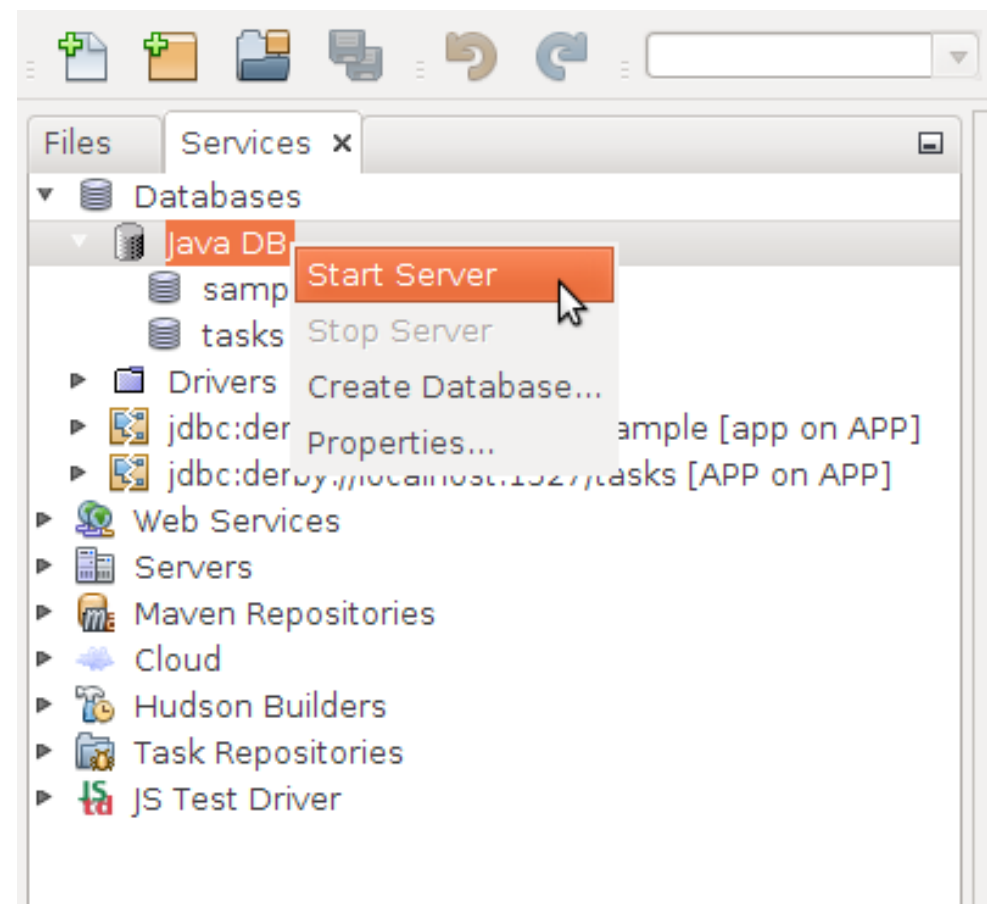 Files Services
Databases
Java DB
Start Server
samp
Stop Server
tasks
Drivers
Create Database...
jdbc:der ample [app on APP]
Properties...
jdbc:derby://localhost:1527/tasks [APP on APP]
Web Services
Servers
Maven Repositories
Cloud
Hudson Builders
Task Repositories
JS Test Driver